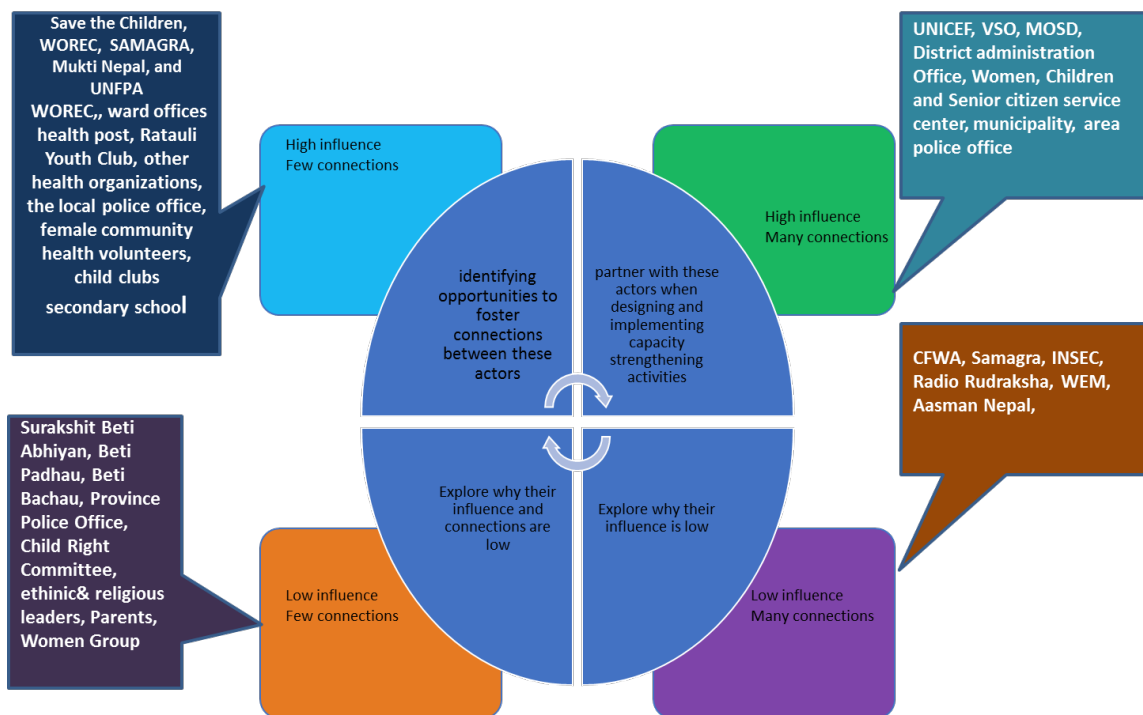 Save the Children,
WOREC, SAMAGRA,
Mukti Nepal, and
UNFPA
WOREC,, ward offices
health post, Ratauli
Youth Club, other
health organizations,
the local police office,
female community
health volunteers,
child clubs
secondary school
High influence
Few connections
UNICEF, VSO, MOSD,
District administration
Office, Women, Children
and Senior citizen service
center, municipality, area
police office
High influence
Many connections
identifying
opportunities to
foster
connections
between these
actors
partner with these
actors when
designing and
implementing
capacity
strengthening
activities
Surakshit Beti
Abhiyan, Beti
Padhau, Beti
Bachau, Province
Police Office,
Child Right
Committee,
ethinic& religious
leaders, Parents,
Women Group
Low influence
Few connections
Explore why their
influence and
connections are
low
Explore why their
influence is low
CFWA, Samagra, INSEC,
Radio Rudraksha, WEM,
Aasman Nepal,
Low influence
Many connections